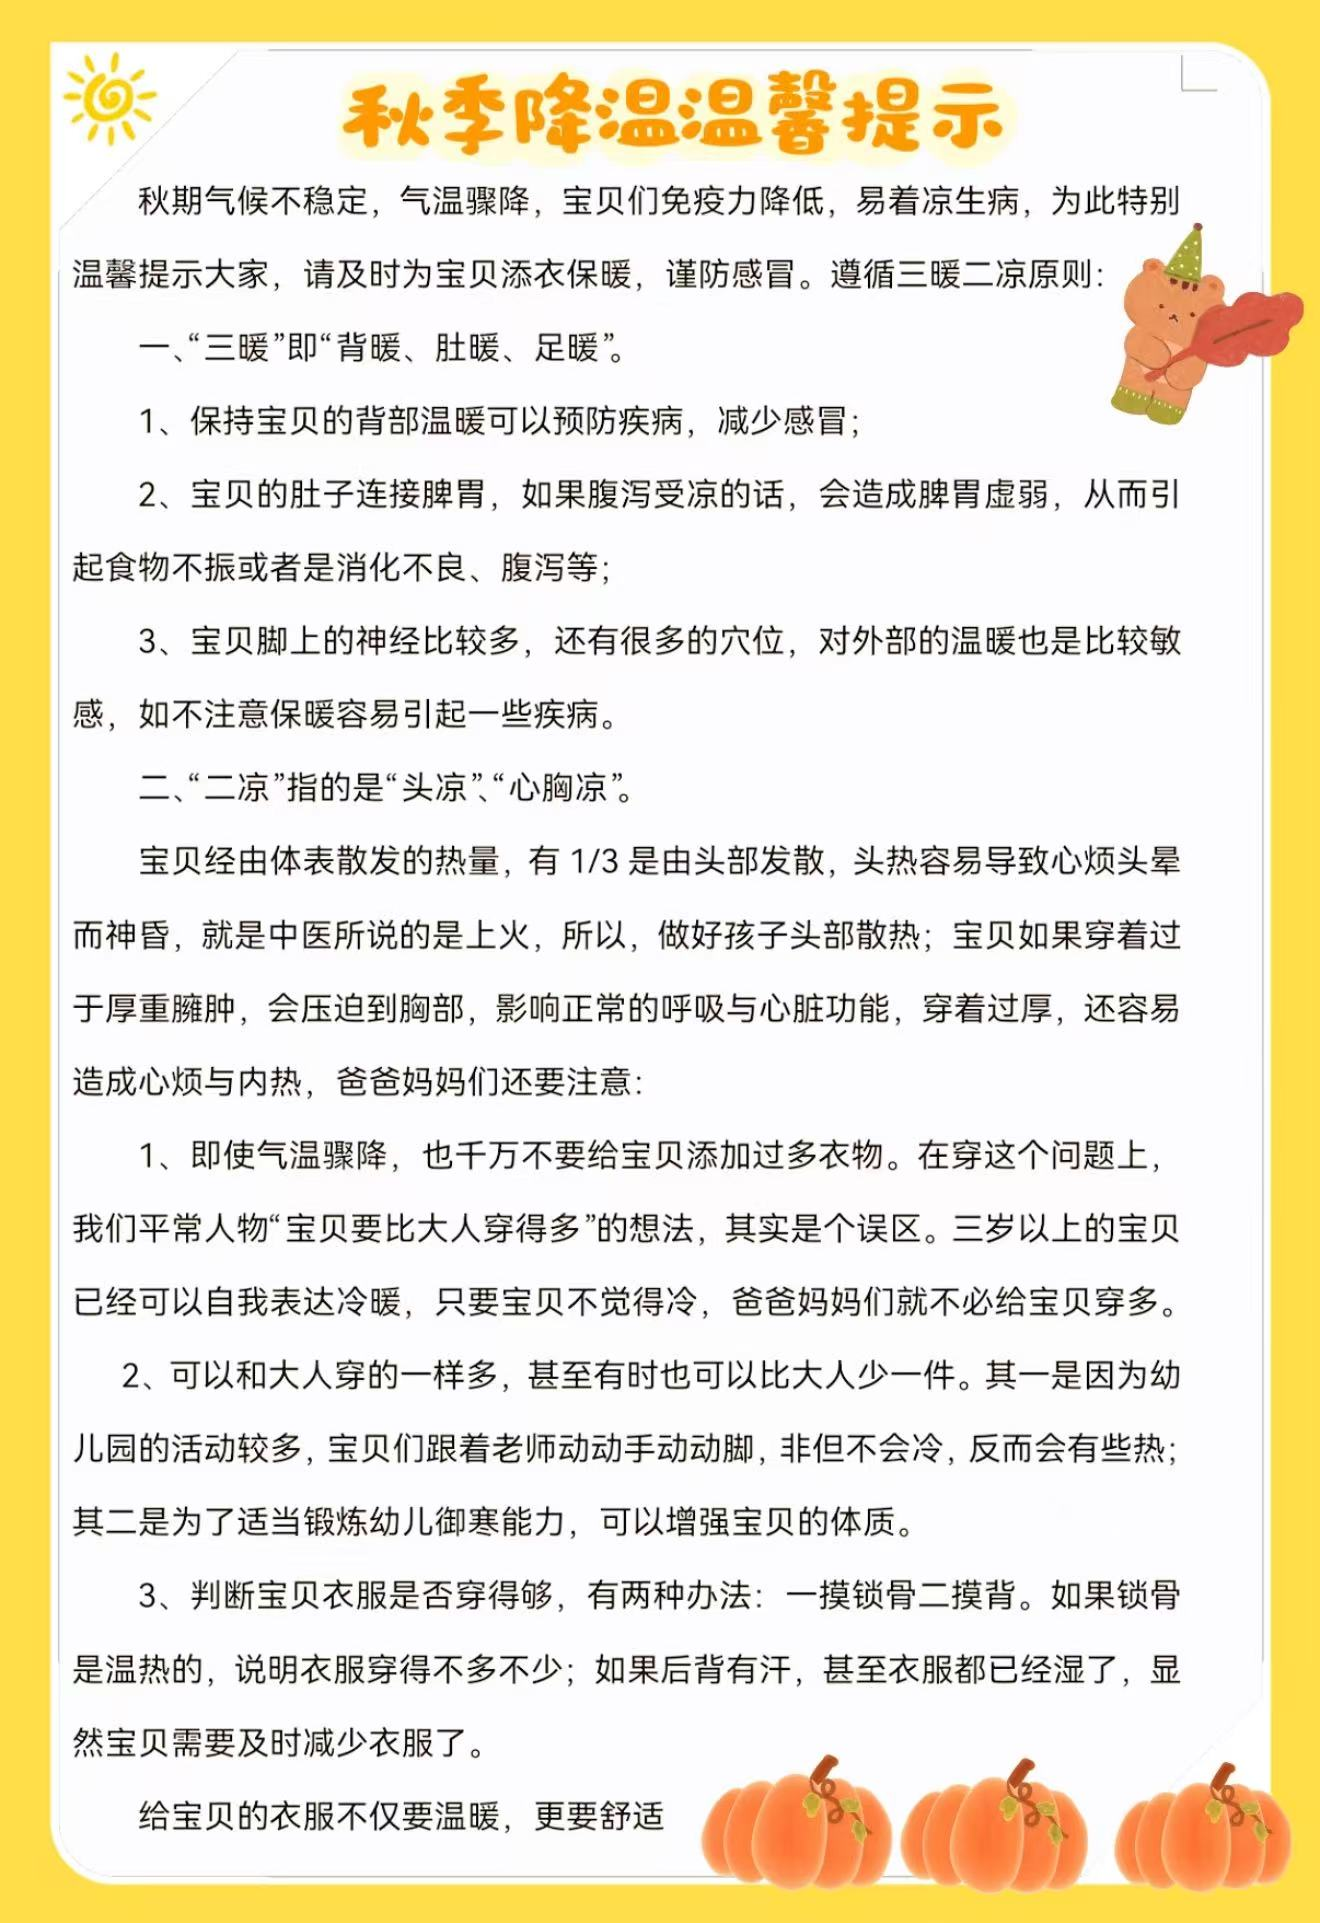 秋季降温温馨提示
秋期气候不稳定，气温骤降，宝贝们免疫力降低，易着凉生病，为此特别
温馨提示大家，请及时为宝贝添衣保暖，谨防感冒。遵循三暖二凉原则：
一、“三暖”即“背暖、肚暖、足暖”。
1、保持宝贝的背部温暖可以预防疾病，减少感冒；
2、宝贝的肚子连接脾胃，如果腹泻受凉的话，会造成脾胃虚弱，从而引
起食物不振或者是消化不良、腹泻等；
3、宝贝脚上的神经比较多，还有很多的穴位，对外部的温暖也是比较敏
感，如不注意保暖容易引起一些疾病。
二、“二凉”指的是“头凉”、“心胸凉”。
宝贝经由体表散发的热量，有 1/3 是由头部发散，头热容易导致心烦头晕
而神昏，就是中医所说的是上火，所以，做好孩子头部散热；宝贝如果穿着过
于厚重臃肿，会压迫到胸部，影响正常的呼吸与心脏功能，穿着过厚，还容易
造成心烦与内热，爸爸妈妈们还要注意：
1、即使气温骤降，也千万不要给宝贝添加过多衣物。在穿这个问题上，
我们平常人物“宝贝要比大人穿得多”的想法，其实是个误区。三岁以上的宝贝
已经可以自我表达冷暖，只要宝贝不觉得冷，爸爸妈妈们就不必给宝贝穿多。
2、可以和大人穿的一样多，甚至有时也可以比大人少一件。其一是因为幼
儿园的活动较多，宝贝们跟着老师动动手动动脚，非但不会冷，反而会有些热；
其二是为了适当锻炼幼儿御寒能力，可以增强宝贝的体质。
3、判断宝贝衣服是否穿得够，有两种办法：一摸锁骨二摸背。如果锁骨
是温热的，说明衣服穿得不多不少；如果后背有汗，甚至衣服都已经湿了，显
然宝贝需要及时减少衣服了。
给宝贝的衣服不仅要温暖，更要舒适